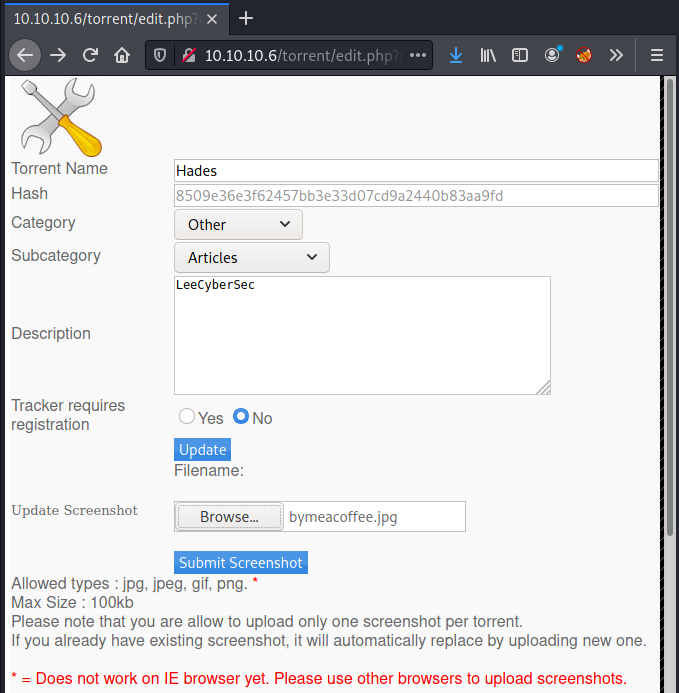 10.10.10.6/torrent/edit.php?
10.10.10.6/torrent/edit.php?
Torrent Name
Hades
Hash
8509e36e3f62457bb3e33d07cd9a2440b83aa9fd
Category
Other
Subcategory
Articles
Description
LeeCyberSec
Tracker requires
registration
Yes No
Update
Filename:
Update Screenshot
Browse... bymeacoffee.jpg
Submit Screenshot
Allowed types : jpg, jpeg, gif, png. *
Max Size : 100kb
Please note that you are allow to upload only one screenshot per torrent.
If you already have existing screenshot, it will automatically replace by uploading new one.
* = Does not work on IE browser yet. Please use other browsers to upload screenshots.